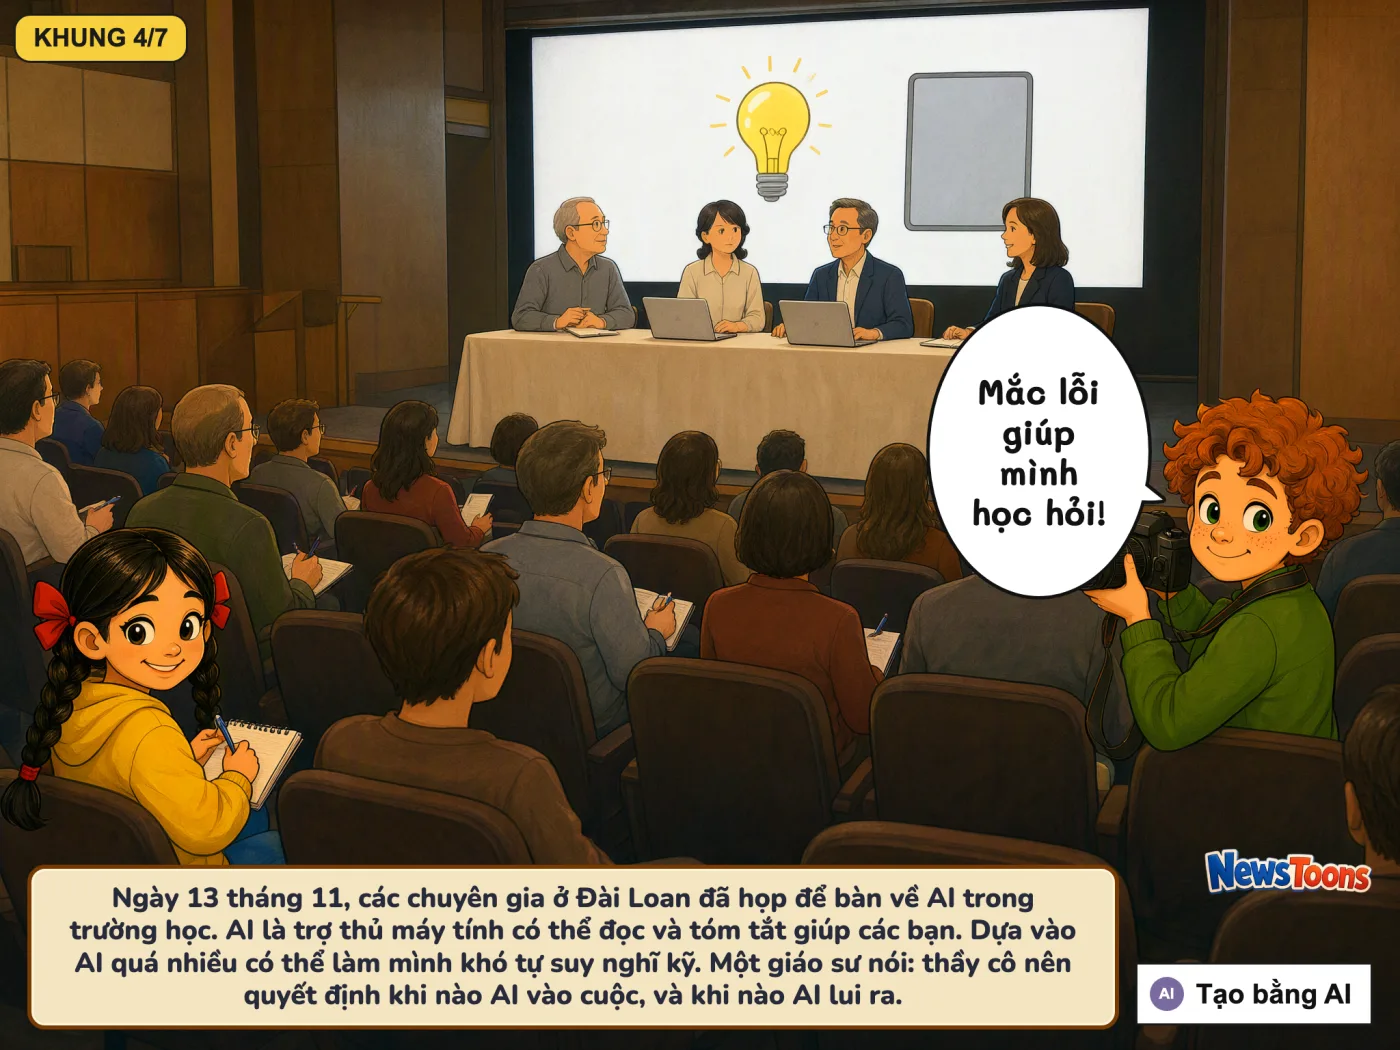 KHUNG 4/7
Mắc lỗi
giúp
mình
học hỏi!
Ngày 13 tháng 11, các chuyên gia ở Đài Loan đã họp để bàn về AI trong
trường học. AI là trợ thủ máy tính có thể đọc và tóm tắt giúp các bạn. Dựa vào
AI quá nhiều có thể làm mình khó tự suy nghĩ kỹ. Một giáo sư nói: thầy cô nên
quyết định khi nào AI vào cuộc, và khi nào AI lui ra.
NewsToons
AI Tạo bằng AI